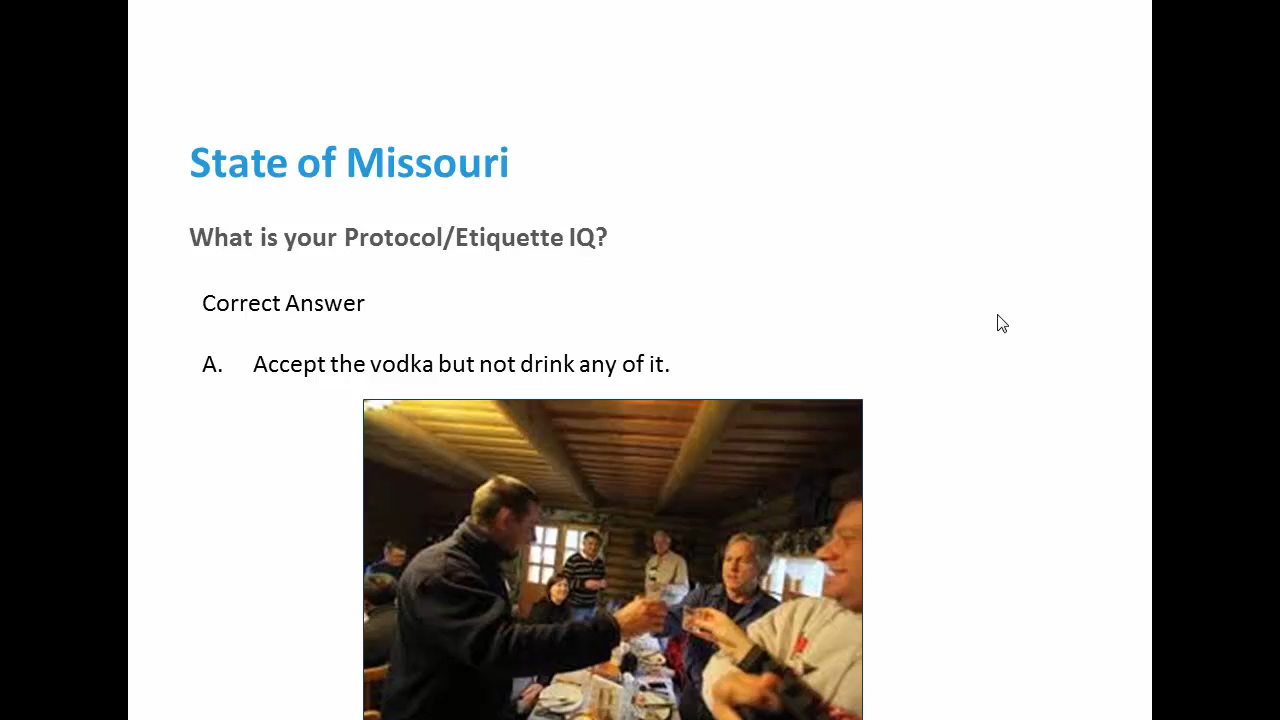 State of Missouri
What is your Protocol/Etiquette IQ?
Correct Answer
A. Accept the vodka but not drink any of it.